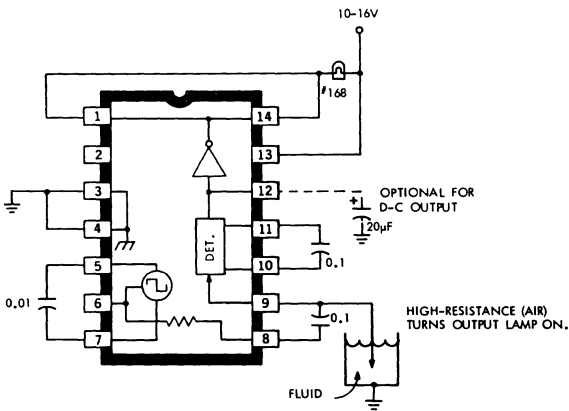 10-16V
#168
1
14
2
13
3
12
OPTIONAL FOR
D-C OUTPUT
+
20µF
4
11
DET.
5
10
0.1
0.01
6
9
HIGH-RESISTANCE (AIR)
TURNS OUTPUT LAMP ON.
0.1
7
8
FLUID